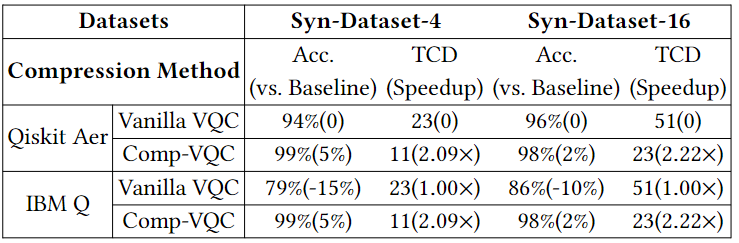 Datasets Syn-Dataset-4 Syn-Dataset-16
Compression Method Acc. (vs. Baseline) TCD (Speedup) Acc. (vs. Baseline) TCD (Speedup)
Qiskit Aer Vanilla VQC 94%(0) 23(0) 96%(0) 51(0)
Comp-VQC 99%(5%) 11(2.09×) 98%(2%) 23(2.22×)
IBM Q Vanilla VQC 79%(-15%) 23(1.00×) 86%(-10%) 51(1.00×)
Comp-VQC 99%(5%) 11(2.09×) 98%(2%) 23(2.22×)